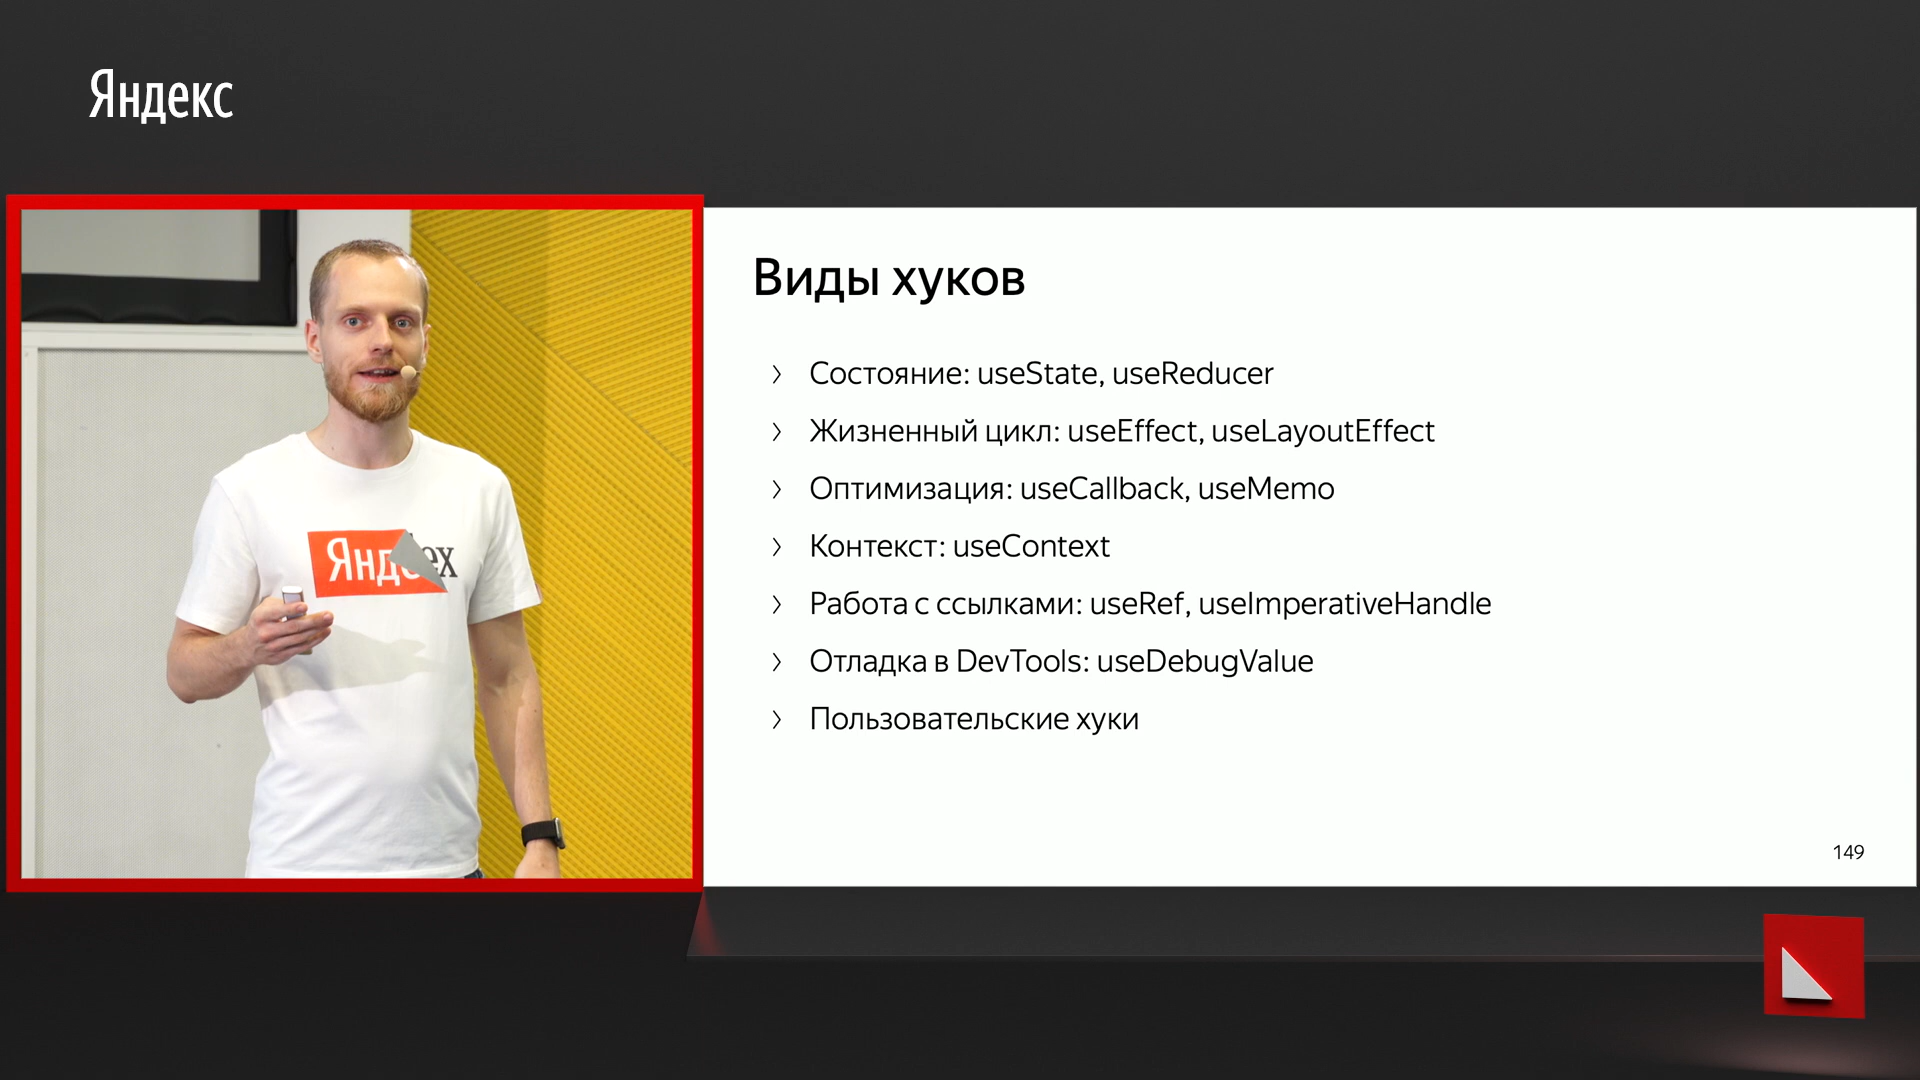 Яндекс
Яндex
Виды хуков
Состояние: useState, useReducer
Жизненный цикл: useEffect, useLayoutEffect
Оптимизация: useCallback, useMemo
Контекст: useContext
Работа с ссылками: useRef, useImperativeHandle
Отладка в DevTools: useDebugValue
Пользовательские хуки
149